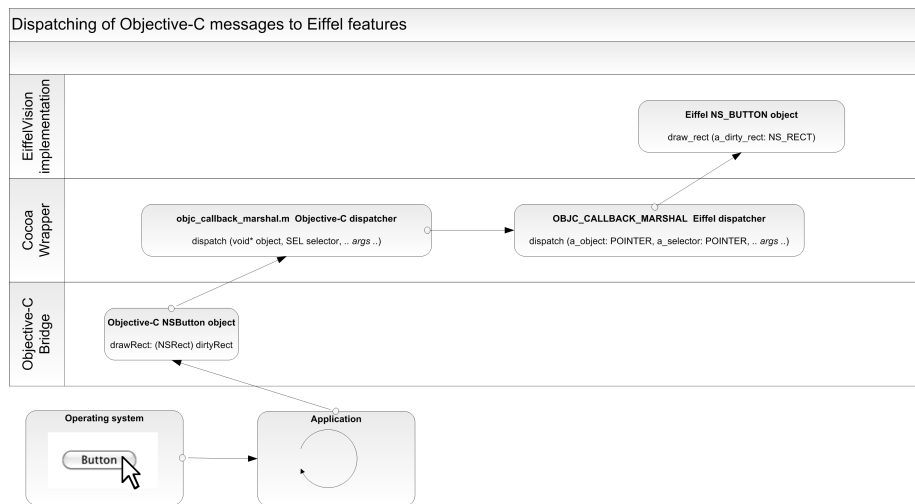 Dispatching of Objective-C messages to Eiffel features
EiffelVision
implementation
Eiffel NS_BUTTON object
draw_rect (a_dirty_rect: NS_RECT)
Cocoa
Wrapper
objc_callback_marshal.m Objective-C dispatcher
dispatch (void* object, SEL selector, .. args ..)
OBJC_CALLBACK_MARSHAL Eiffel dispatcher
dispatch (a_object: POINTER, a_selector: POINTER, .. args ..)
Objective-C
Bridge
Objective-C NSButton object
drawRect: (NSRect) dirtyRect
Operating system
Button
Application